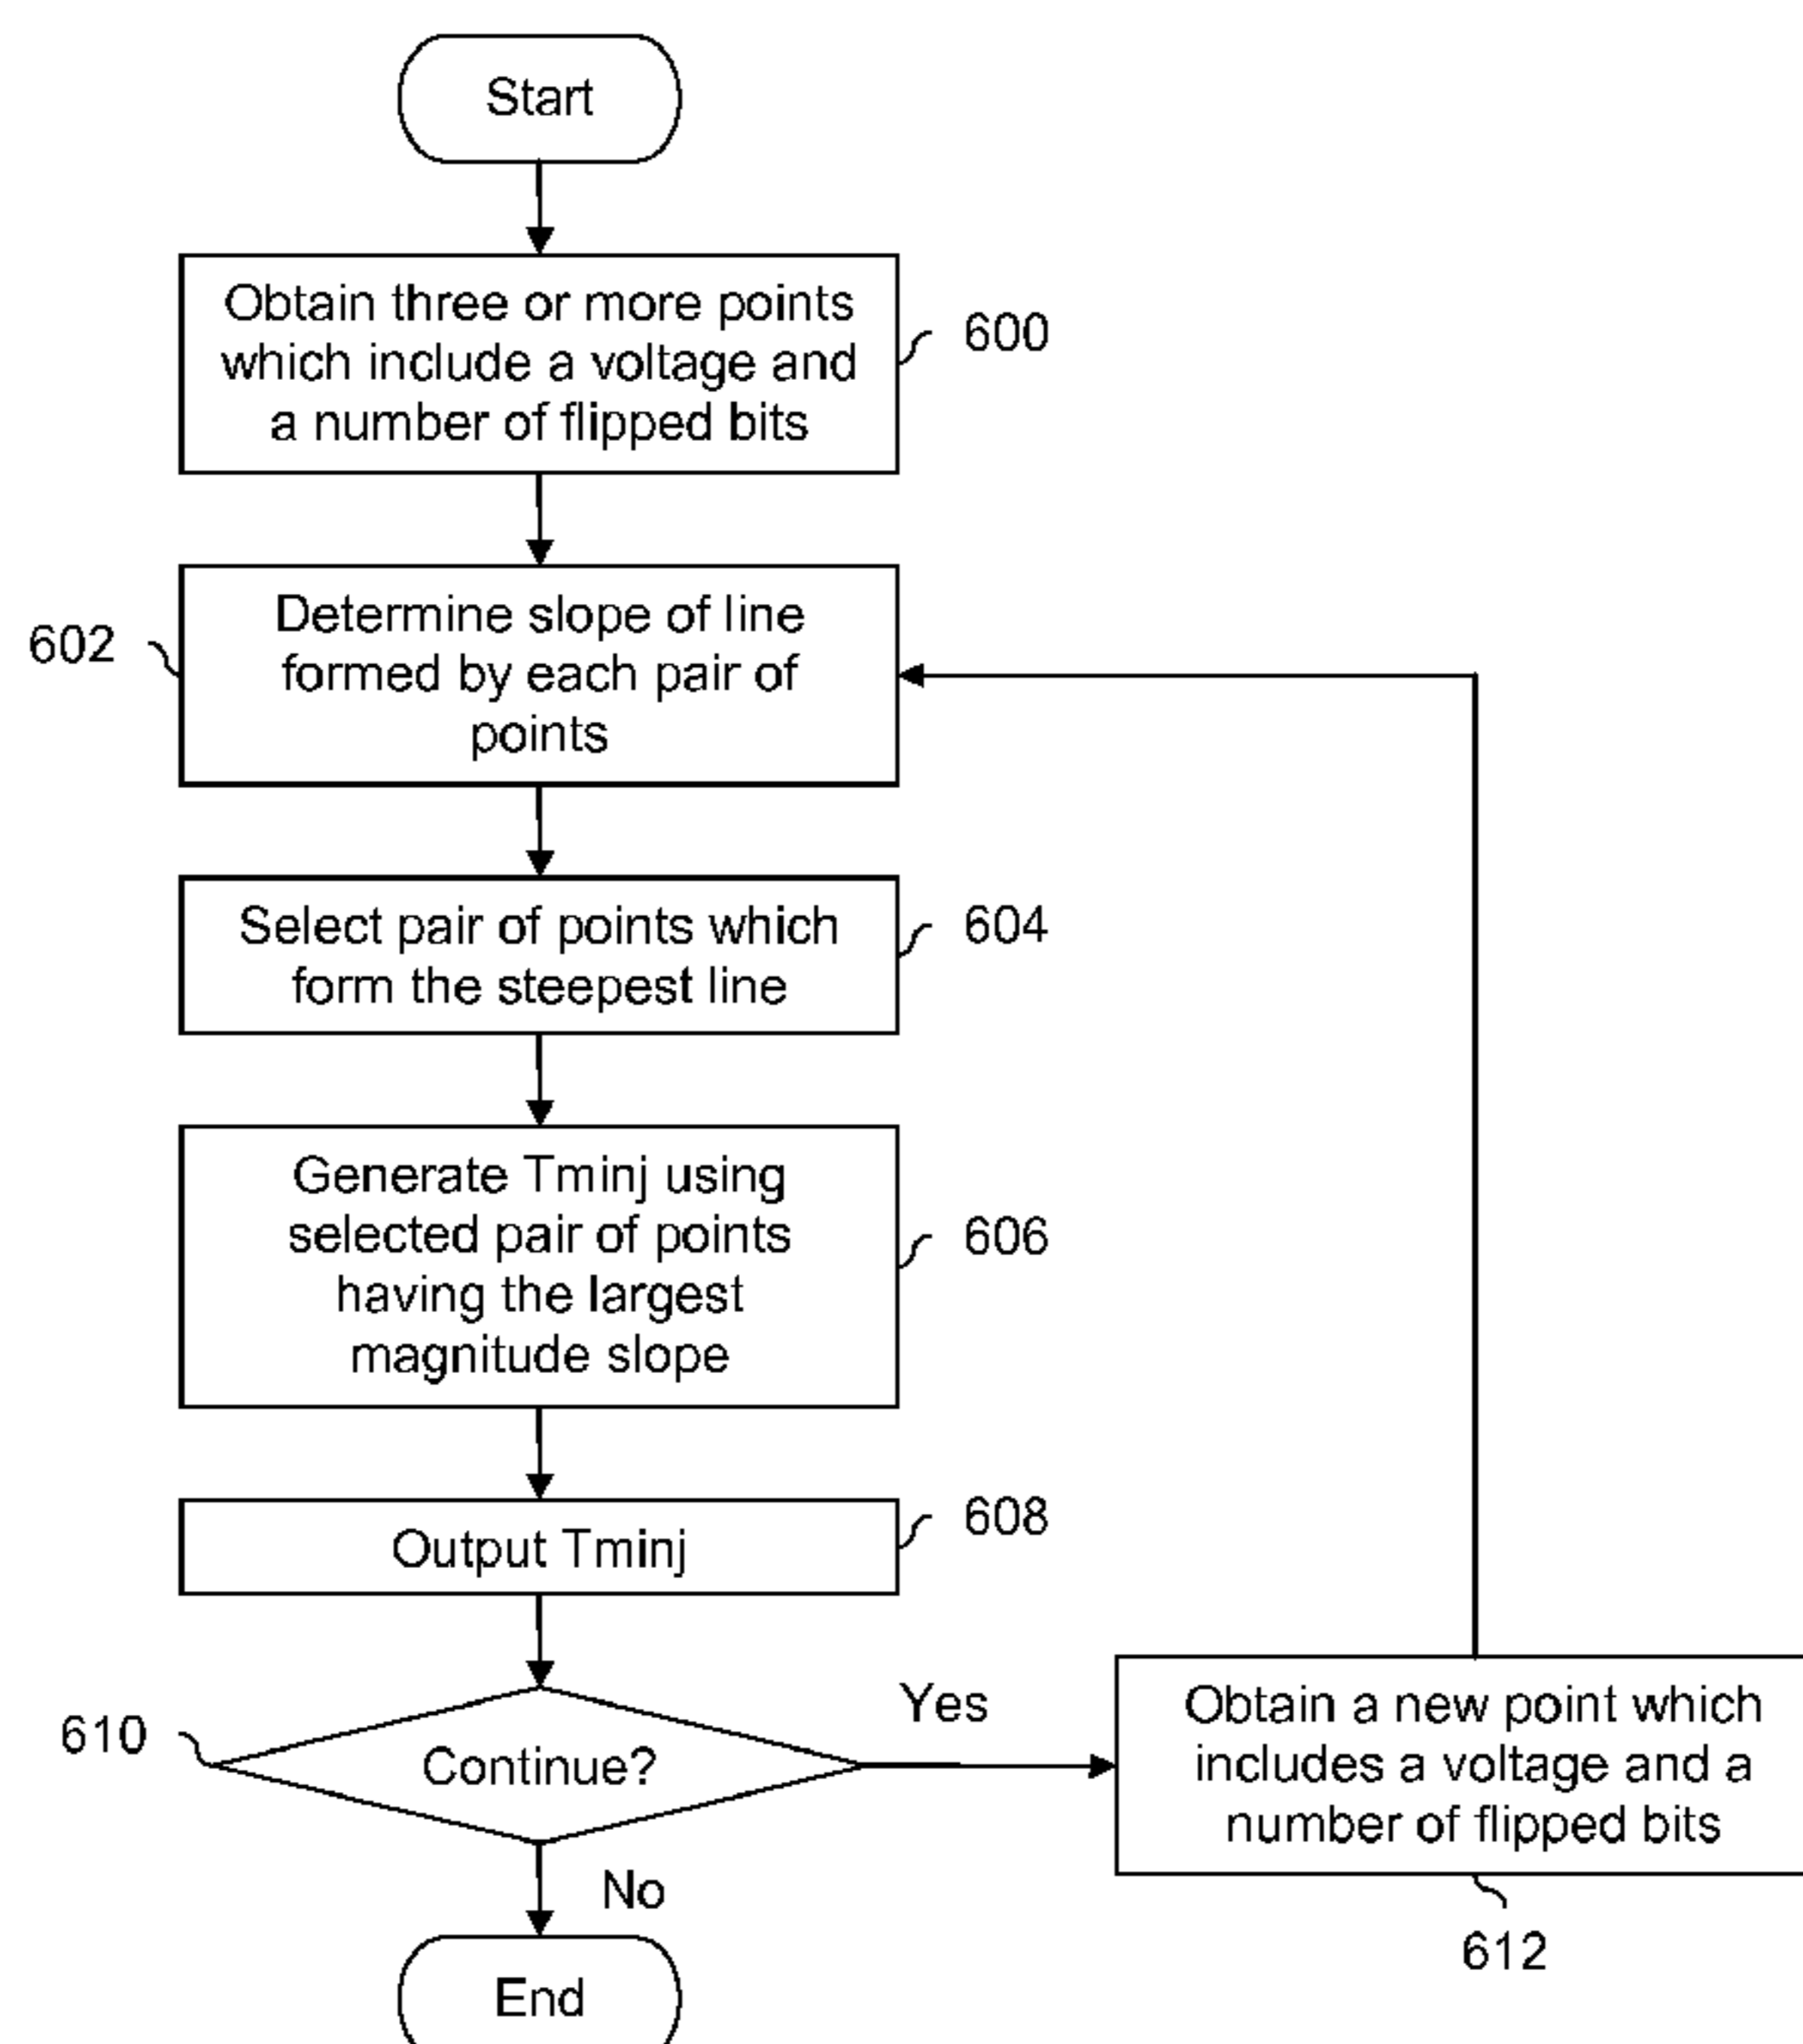 Start
Obtain three or more points
which include a voltage and
a number of flipped bits
600
602
Determine slope of line
formed by each pair of
points
Select pair of points which
form the steepest line
604
Generate Tminj using
selected pair of points
having the largest
magnitude slope
606
Output Tminj
608
610
Continue?
Yes
Obtain a new point which
includes a voltage and a
number of flipped bits
612
No
End